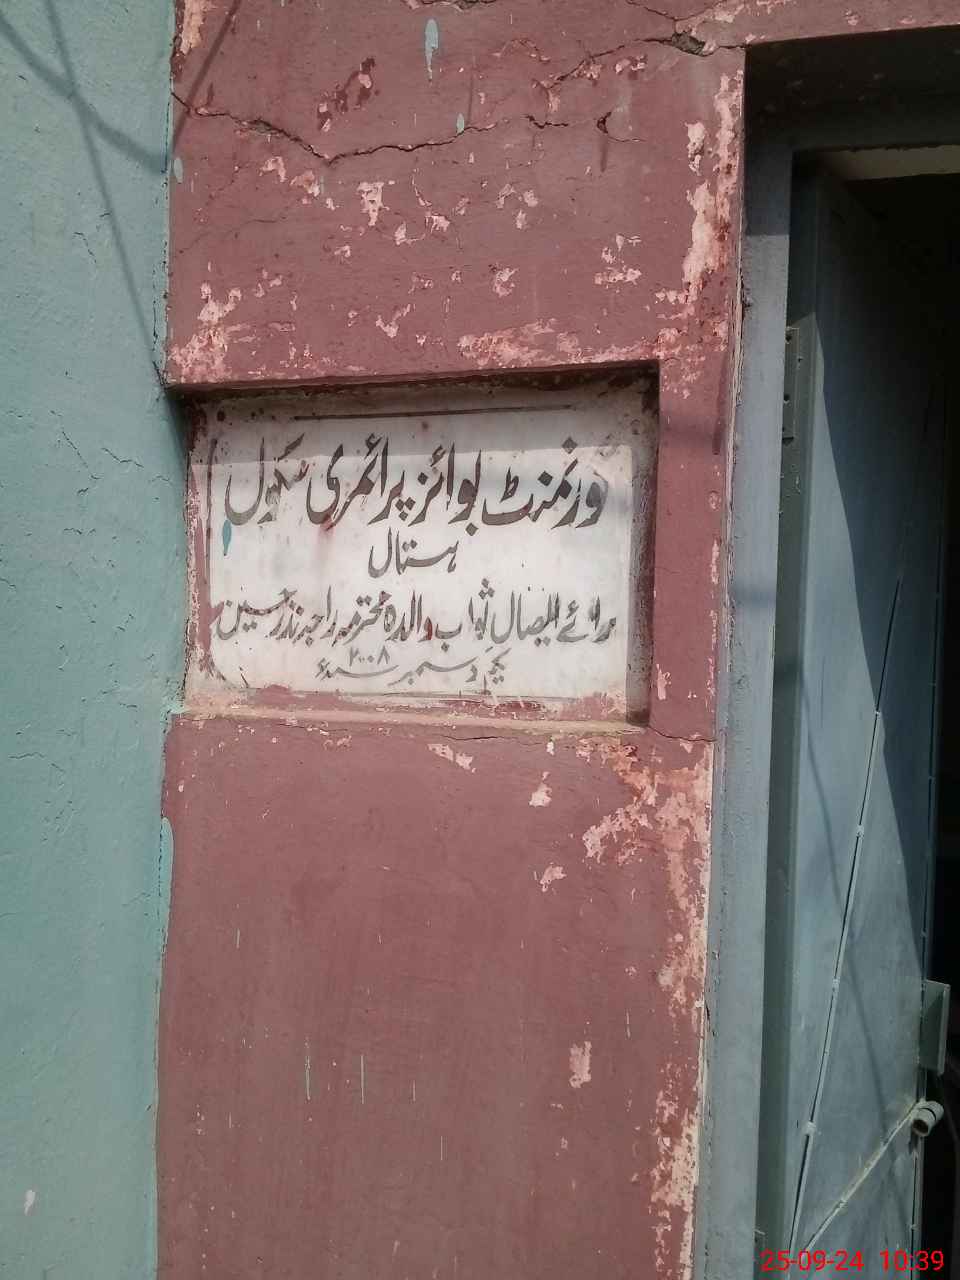 ورنمنٹ بوائز پرائمری سکول
ہستال
برائے ایصال ثواب والدہ محترمہ راجہ نذر حسین
یکم دسمبر ۲۰۰۸ء
25-09-24 10:39